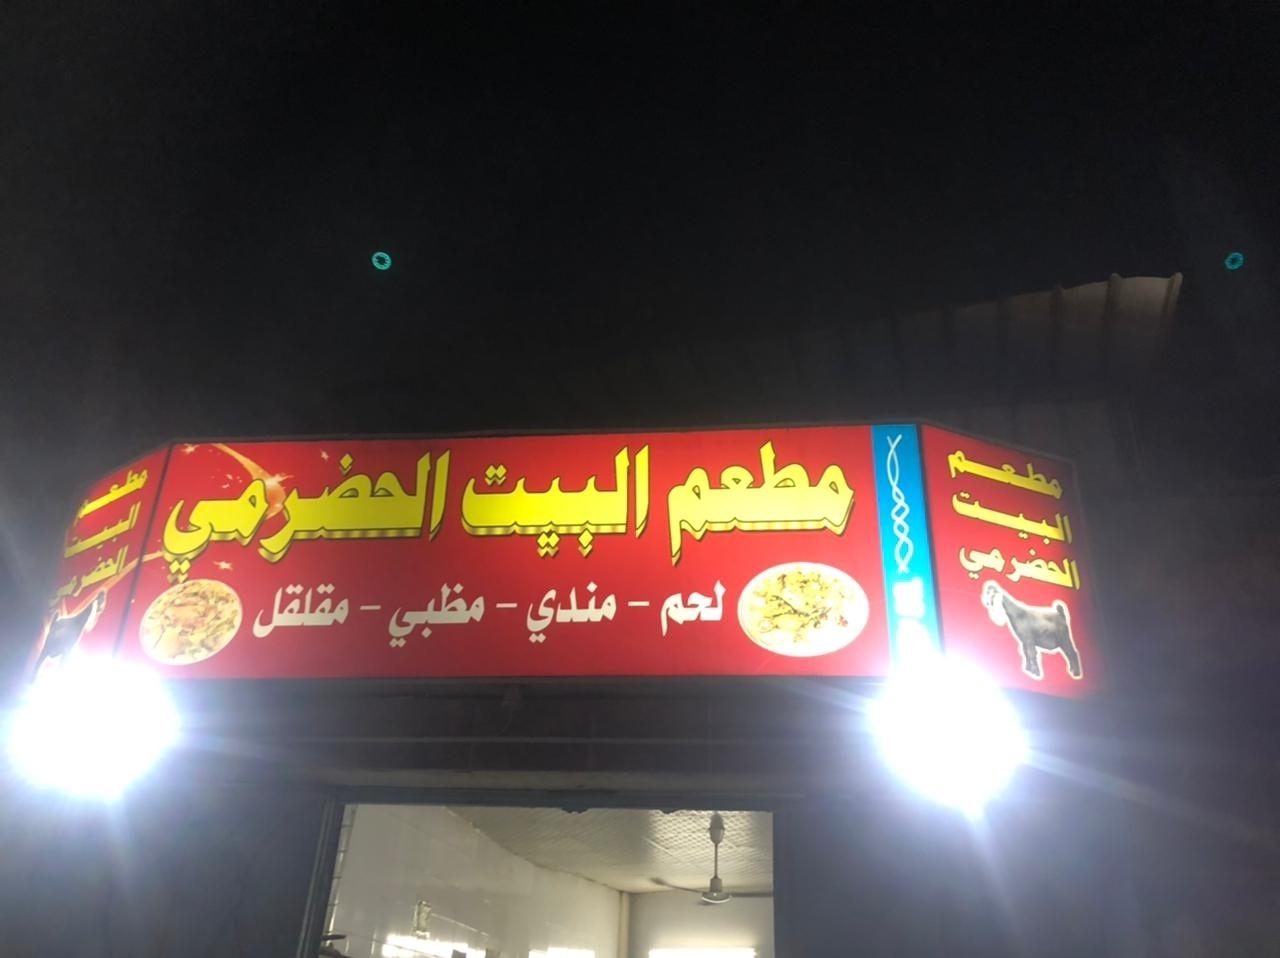 مطعم البيت الحضرمي
لحم - مندي - مظبي - مقلقل
مطعم
البيت
الحضرمي
مطعم
البيت
الحضرمي